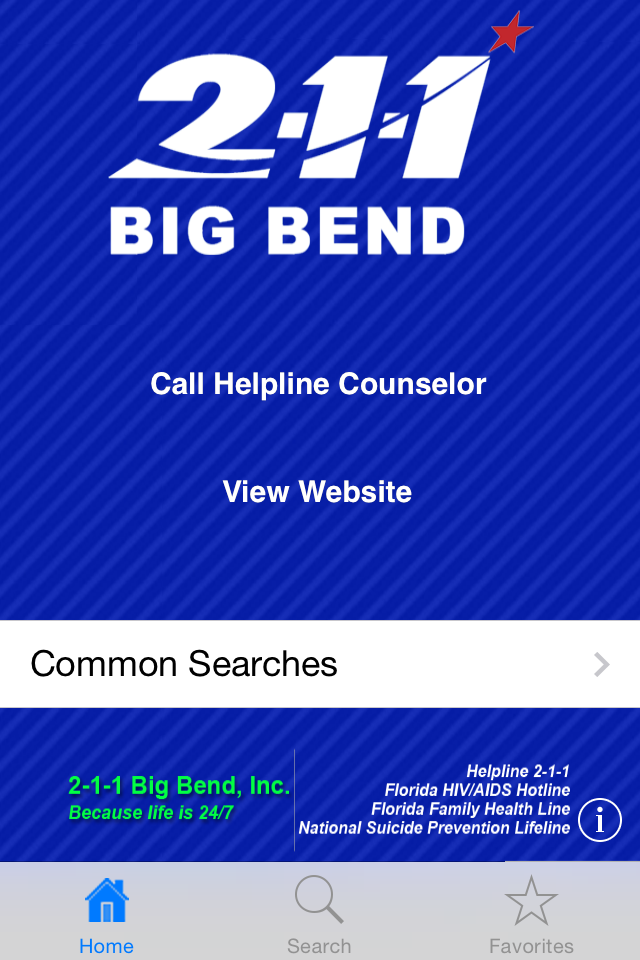 2-1-1
BIG BEND
Call Helpline Counselor
View Website
Common Searches
2-1-1 Big Bend, Inc.
Because life is 24/7
Helpline 2-1-1
Florida HIV/AIDS Hotline
Florida Family Health Line
National Suicide Prevention Lifeline
i
Home
Search
Favorites